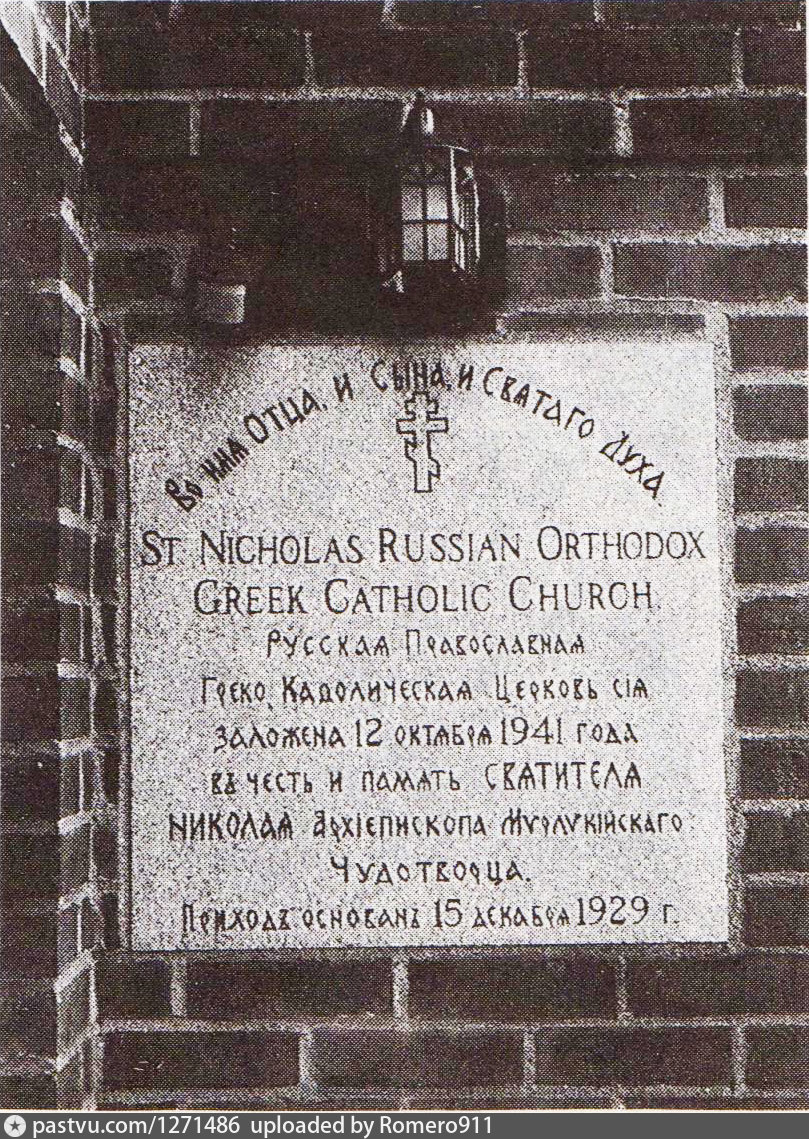 Въ имя Отца, и Сына, и Святаго Духа.
ST NICHOLAS RUSSIAN ORTHODOX
GREEK CATHOLIC CHURCH.
Русская Православная
Греко Каѳолическая Церковь сія
заложена 12 октября 1941 года
въ честь и память СВЯТИТЕЛЯ
НИКОЛАЯ Архіепископа Мѵрлукійскаго
Чудотворца.
Приходъ основанъ 15 декабря 1929 г.
pastvu.com/1271486 uploaded by Romero911